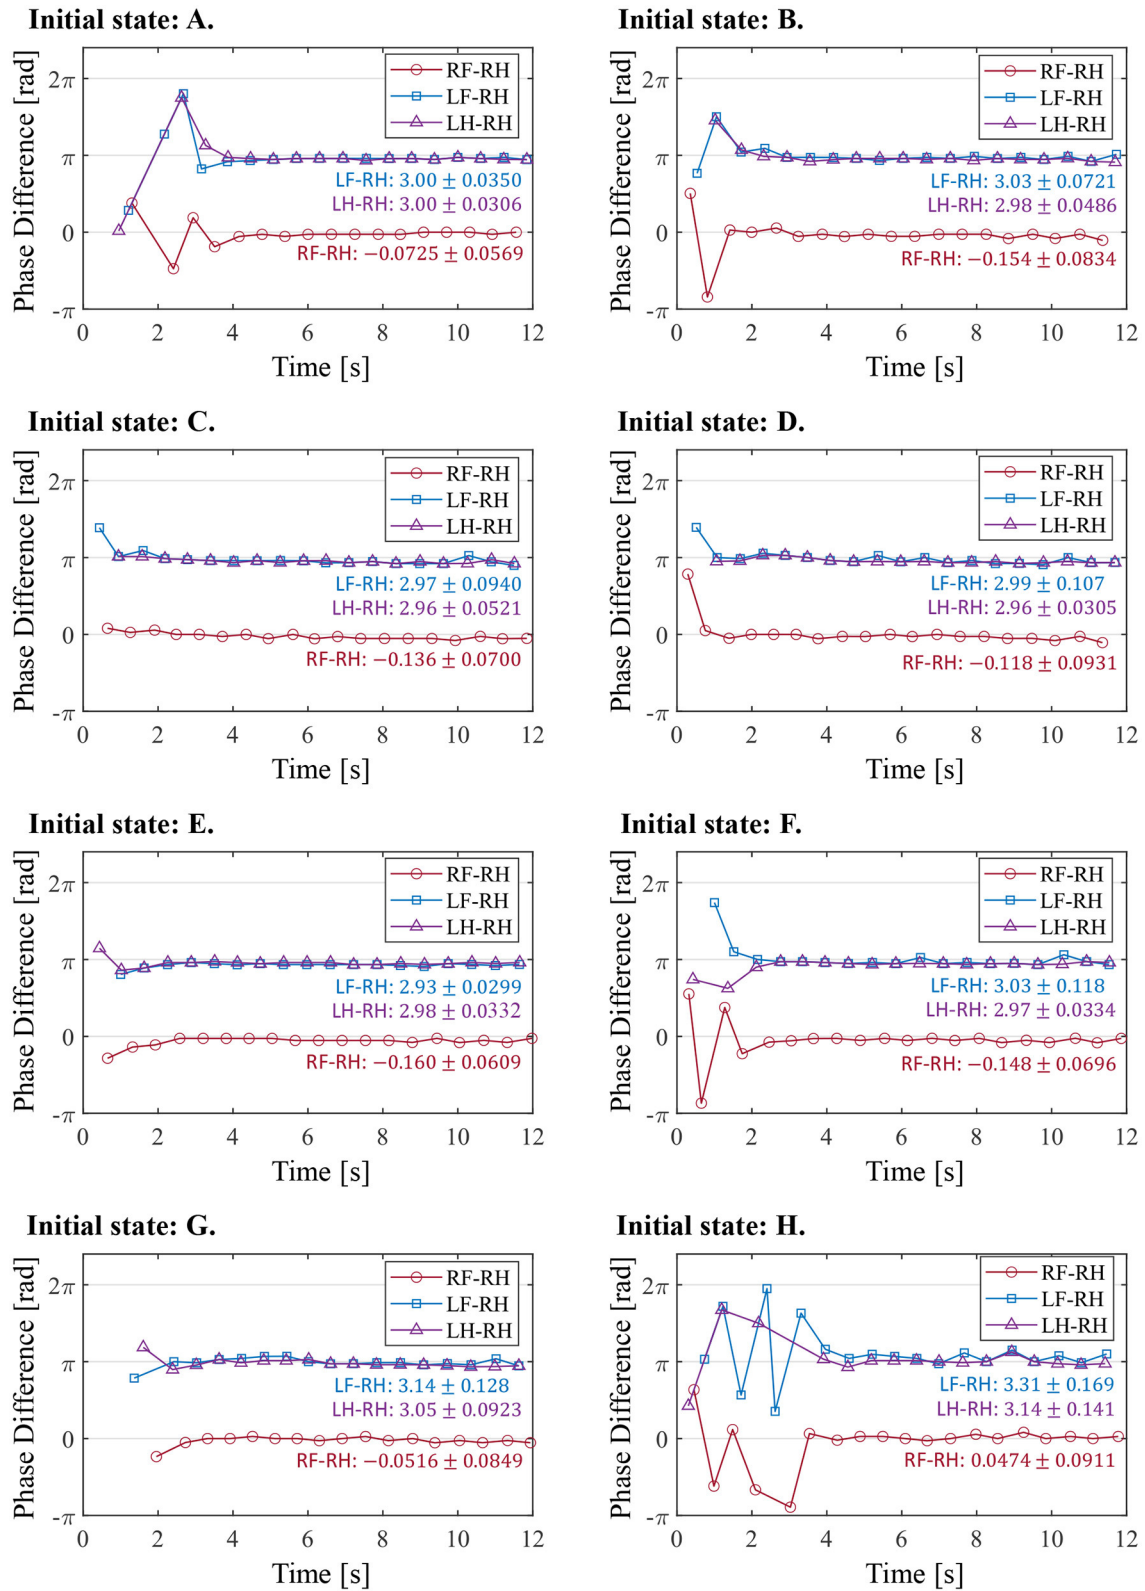 Initial state: A.
Phase Difference [rad]
2π
π
0
-π
0 2 4 6 8 10 12
Time [s]
RF-RH
LF-RH
LH-RH
LF-RH: 3.00 ± 0.0350
LH-RH: 3.00 ± 0.0306
RF-RH: −0.0725 ± 0.0569
Initial state: B.
Phase Difference [rad]
2π
π
0
-π
0 2 4 6 8 10 12
Time [s]
RF-RH
LF-RH
LH-RH
LF-RH: 3.03 ± 0.0721
LH-RH: 2.98 ± 0.0486
RF-RH: −0.154 ± 0.0834
Initial state: C.
Phase Difference [rad]
2π
π
0
-π
0 2 4 6 8 10 12
Time [s]
RF-RH
LF-RH
LH-RH
LF-RH: 2.97 ± 0.0940
LH-RH: 2.96 ± 0.0521
RF-RH: −0.136 ± 0.0700
Initial state: D.
Phase Difference [rad]
2π
π
0
-π
0 2 4 6 8 10 12
Time [s]
RF-RH
LF-RH
LH-RH
LF-RH: 2.99 ± 0.107
LH-RH: 2.96 ± 0.0305
RF-RH: −0.118 ± 0.0931
Initial state: E.
Phase Difference [rad]
2π
π
0
-π
0 2 4 6 8 10 12
Time [s]
RF-RH
LF-RH
LH-RH
LF-RH: 2.93 ± 0.0299
LH-RH: 2.98 ± 0.0332
RF-RH: −0.160 ± 0.0609
Initial state: F.
Phase Difference [rad]
2π
π
0
-π
0 2 4 6 8 10 12
Time [s]
RF-RH
LF-RH
LH-RH
LF-RH: 3.03 ± 0.118
LH-RH: 2.97 ± 0.0334
RF-RH: −0.148 ± 0.0696
Initial state: G.
Phase Difference [rad]
2π
π
0
-π
0 2 4 6 8 10 12
Time [s]
RF-RH
LF-RH
LH-RH
LF-RH: 3.14 ± 0.128
LH-RH: 3.05 ± 0.0923
RF-RH: −0.0516 ± 0.0849
Initial state: H.
Phase Difference [rad]
2π
π
0
-π
0 2 4 6 8 10 12
Time [s]
RF-RH
LF-RH
LH-RH
LF-RH: 3.31 ± 0.169
LH-RH: 3.14 ± 0.141
RF-RH: 0.0474 ± 0.0911